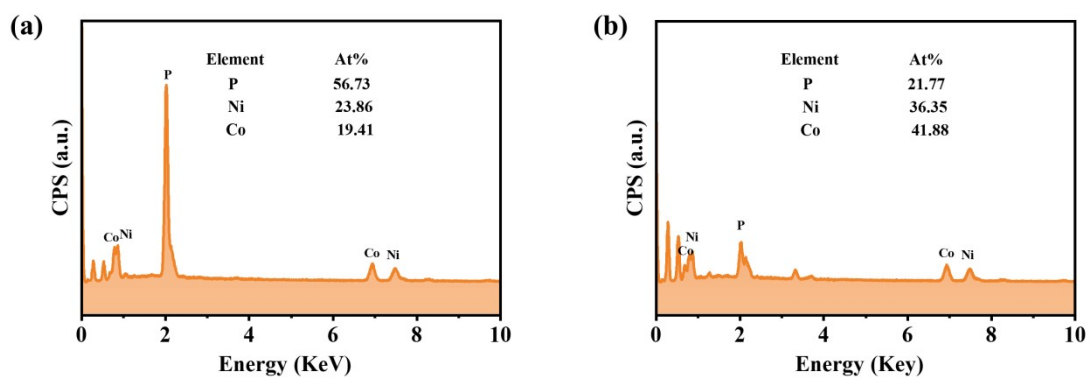 (a)
Element At%
P 56.73
Ni 23.86
Co 19.41
P
Co Ni
Co Ni
CPS (a.u.)
0 2 4 6 8 10
Energy (KeV)
(b)
Element At%
P 21.77
Ni 36.35
Co 41.88
P
Ni
Co
Co Ni
CPS (a.u.)
0 2 4 6 8 10
Energy (Key)